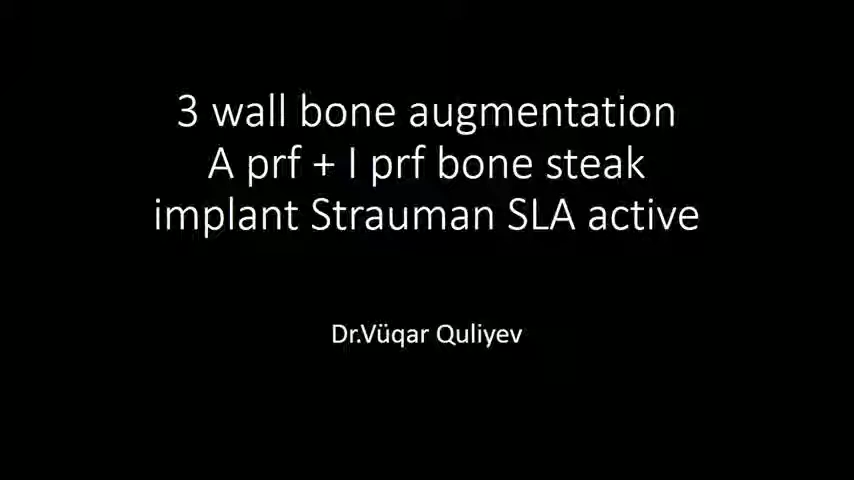 3 wall bone augmentation
A prf + I prf bone steak
implant Strauman SLA active
Dr.Vüqar Quliyev